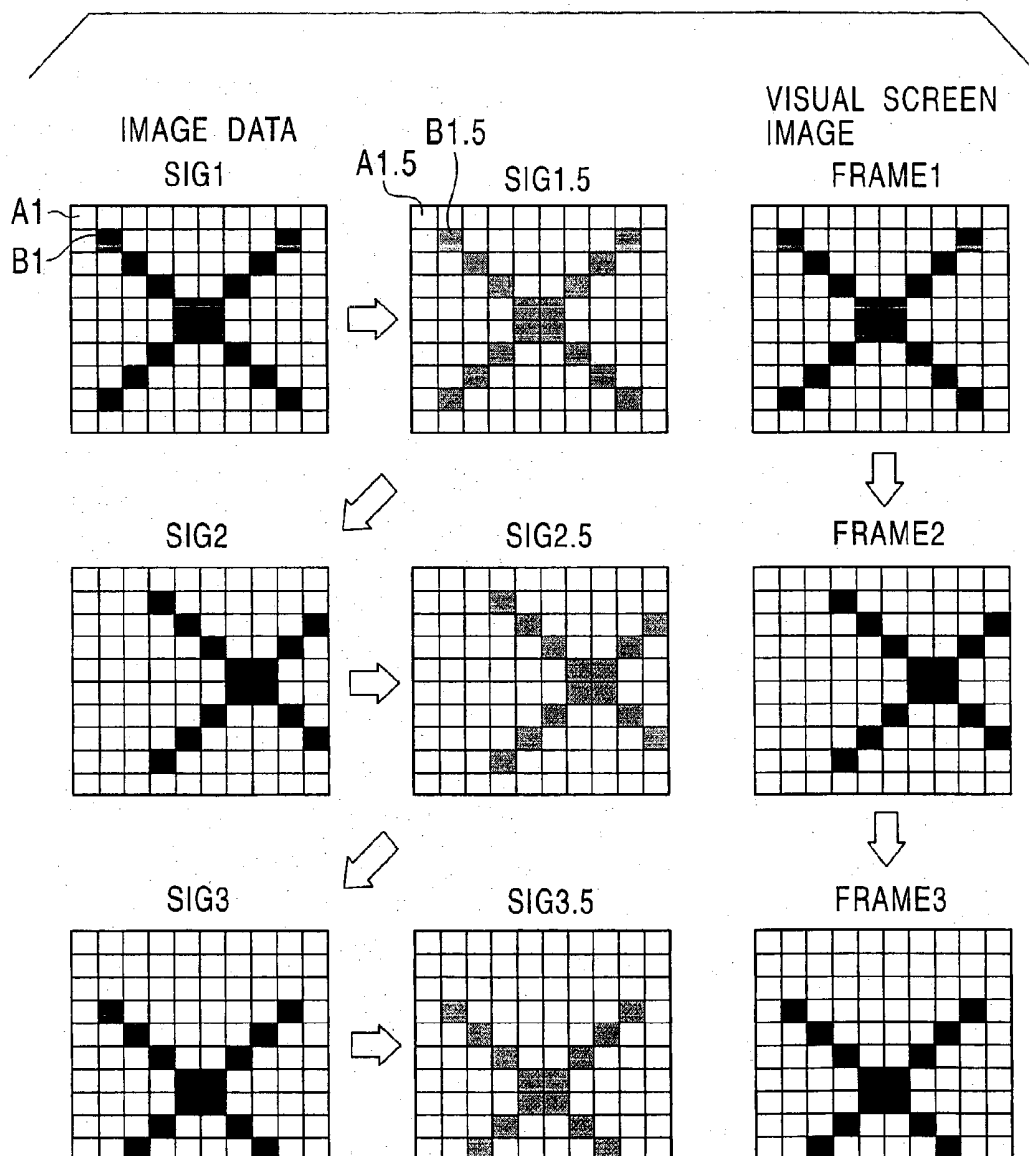 IMAGE DATA
VISUAL SCREEN
IMAGE
SIG1
A1.5
B1.5
SIG1.5
FRAME1
A1
B1
SIG2
SIG2.5
FRAME2
SIG3
SIG3.5
FRAME3